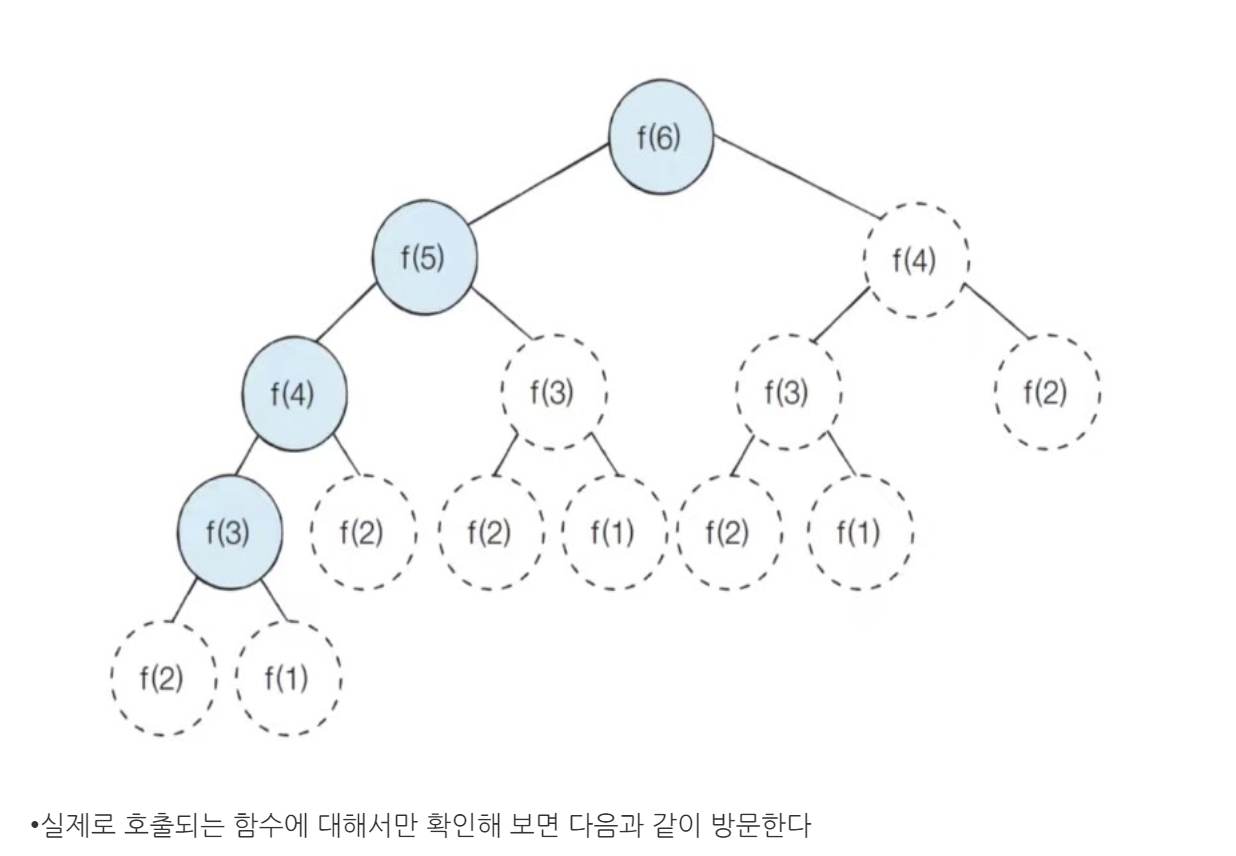 f(6)
f(5)
f(4)
f(4)
f(3)
f(3)
f(2)
f(3)
f(2)
f(2)
f(1)
f(2)
f(1)
f(2)
f(1)
•실제로 호출되는 함수에 대해서만 확인해 보면 다음과 같이 방문한다